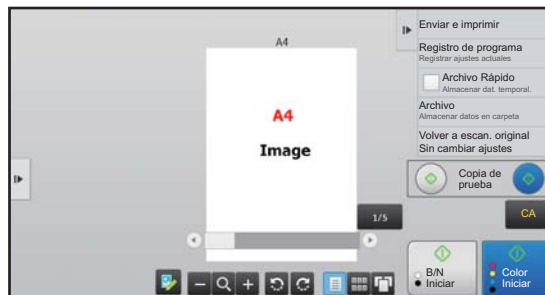 A4
A4
Image
1/5
Enviar e imprimir
Registro de programa
Registrar ajustes actuales
Archivo Rápido
Almacenar dat. temporal.
Archivo
Almacenar datos en carpeta
Volver a escan. original
Sin cambiar ajustes
Copia de
prueba
CA
B/N
Iniciar
Color
Iniciar